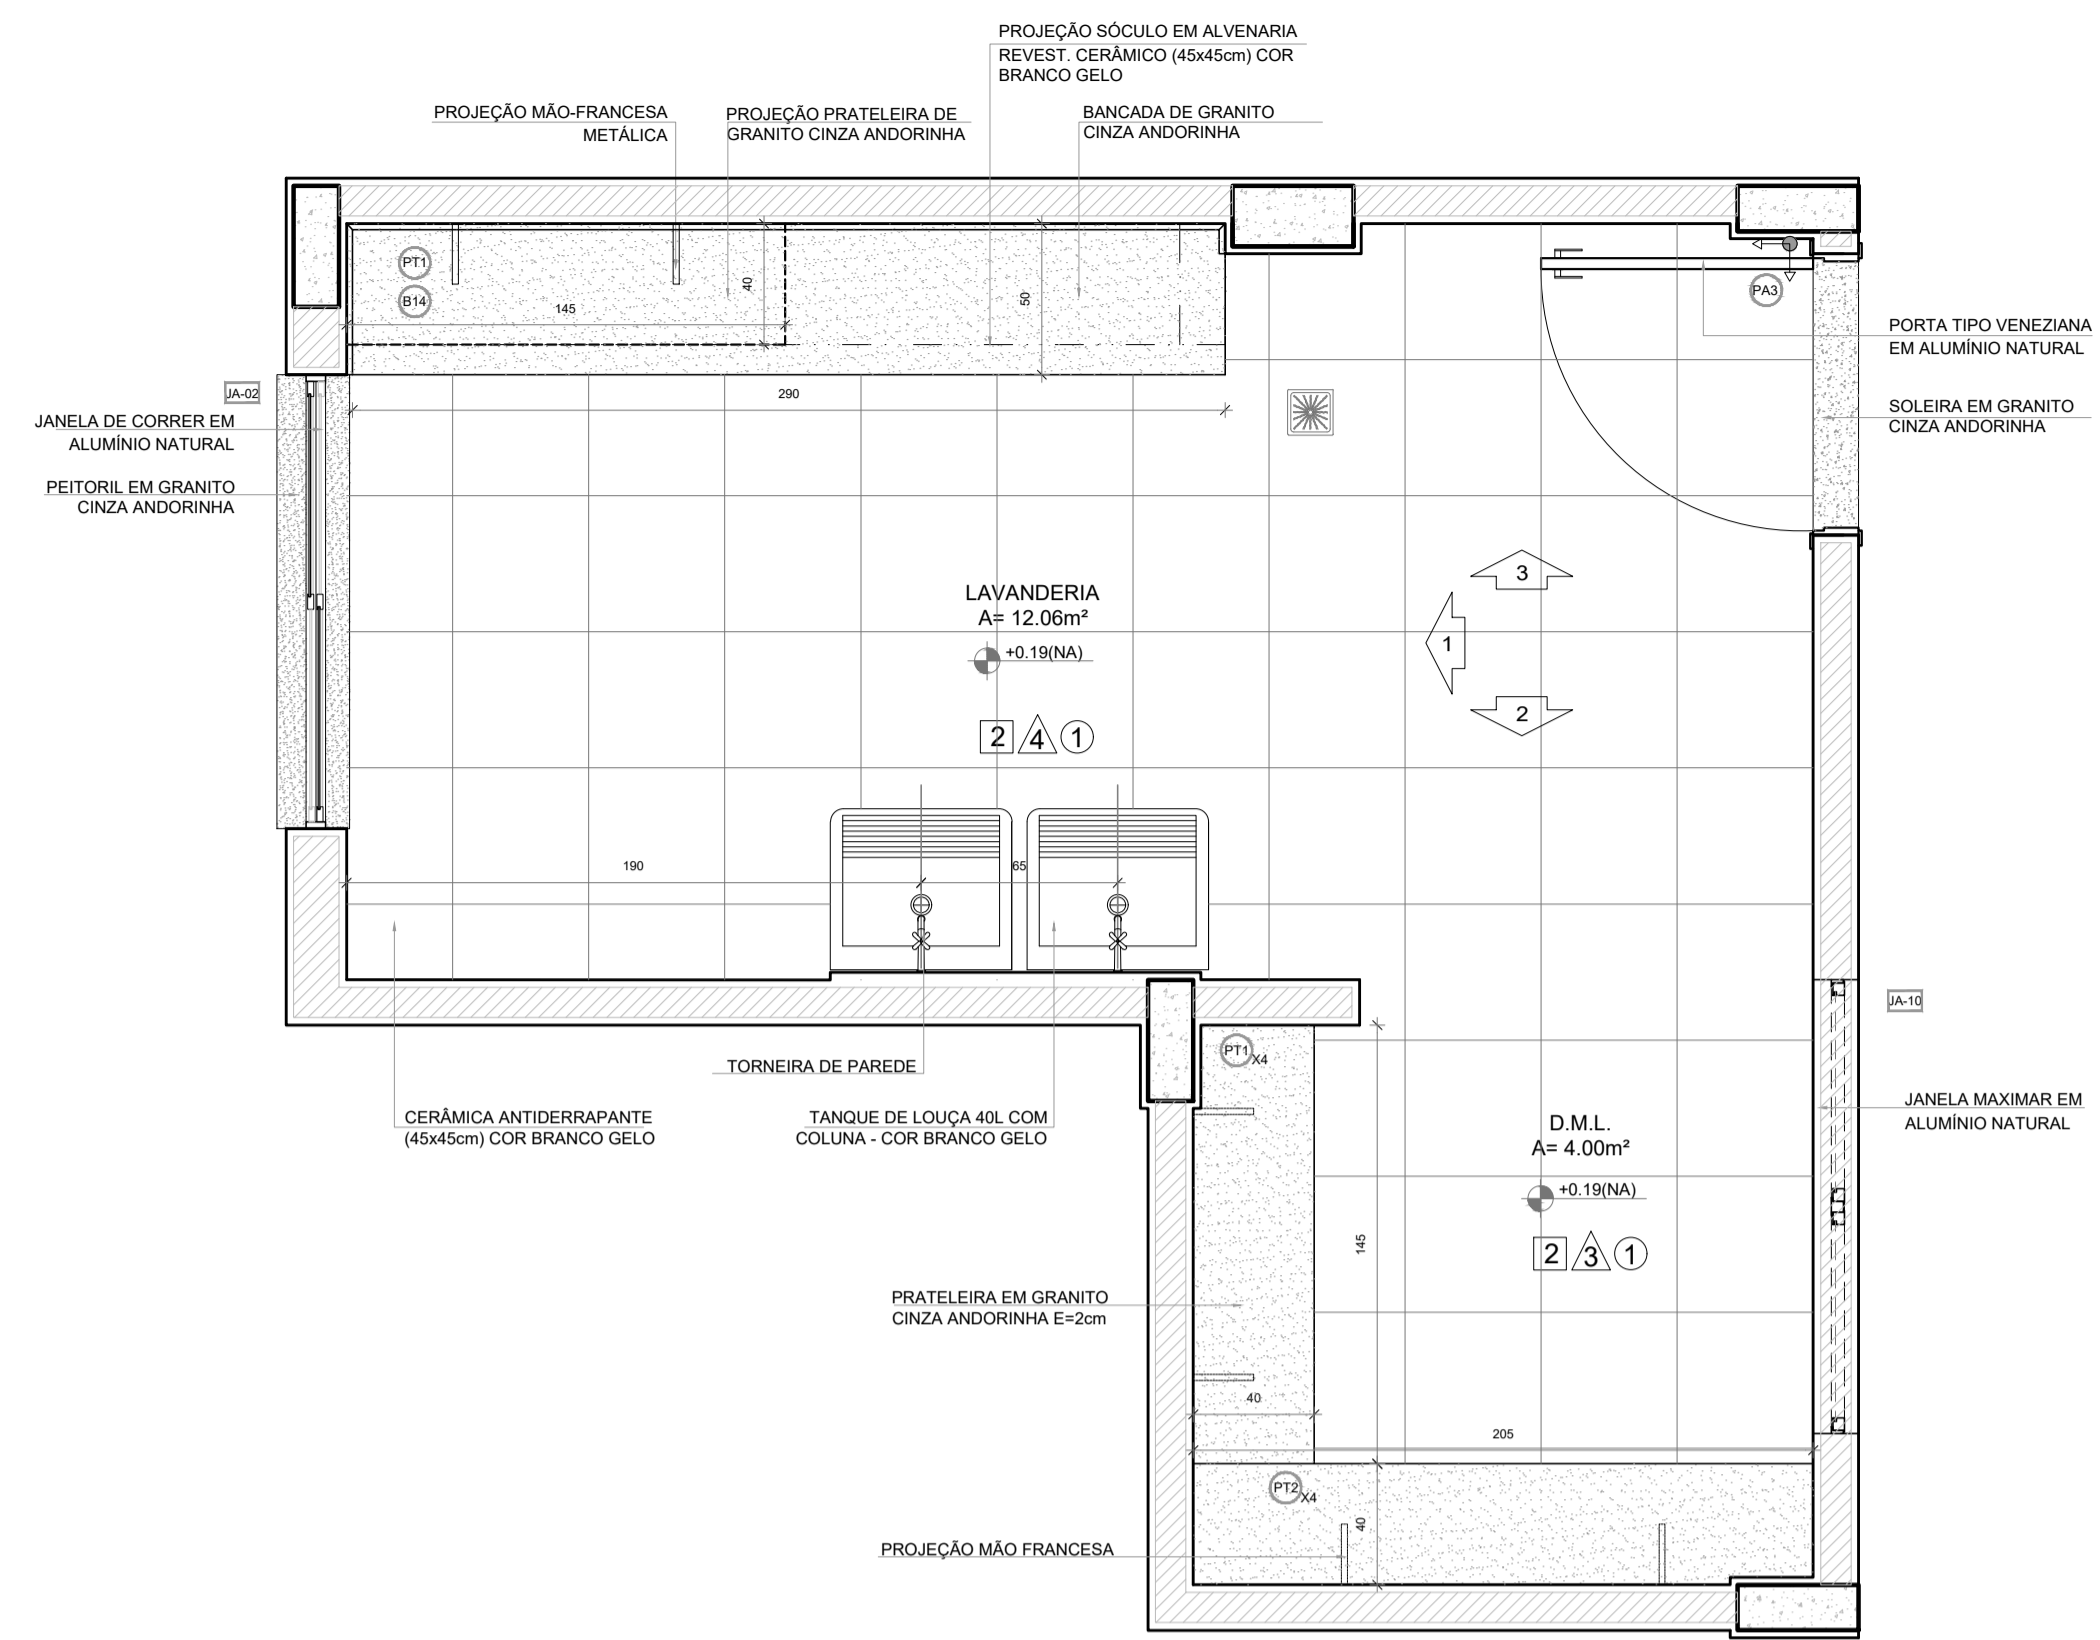 PROJEÇÃO SÓCULO EM ALVENARIA
REVEST. CERÂMICO (45x45cm) COR
BRANCO GELO
PROJEÇÃO MÃO-FRANCESA
METÁLICA
PROJEÇÃO PRATELEIRA DE
GRANITO CINZA ANDORINHA
BANCADA DE GRANITO
CINZA ANDORINHA
PT1
B14
145
40
50
290
PA3
PORTA TIPO VENEZIANA
EM ALUMÍNIO NATURAL
JA-02
JANELA DE CORRER EM
ALUMÍNIO NATURAL
SOLEIRA EM GRANITO
CINZA ANDORINHA
PEITORIL EM GRANITO
CINZA ANDORINHA
LAVANDERIA
A= 12.06m²
+0.19(NA)
2 4 1
3
1
2
190
65
JA-10
TORNEIRA DE PAREDE
CERÂMICA ANTIDERRAPANTE
(45x45cm) COR BRANCO GELO
TANQUE DE LOUÇA 40L COM
COLUNA - COR BRANCO GELO
PT1 X4
JANELA MAXIMAR EM
ALUMÍNIO NATURAL
D.M.L.
A= 4.00m²
+0.19(NA)
2 3 1
145
PRATELEIRA EM GRANITO
CINZA ANDORINHA E=2cm
40
205
PT2 X4
40
PROJEÇÃO MÃO FRANCESA